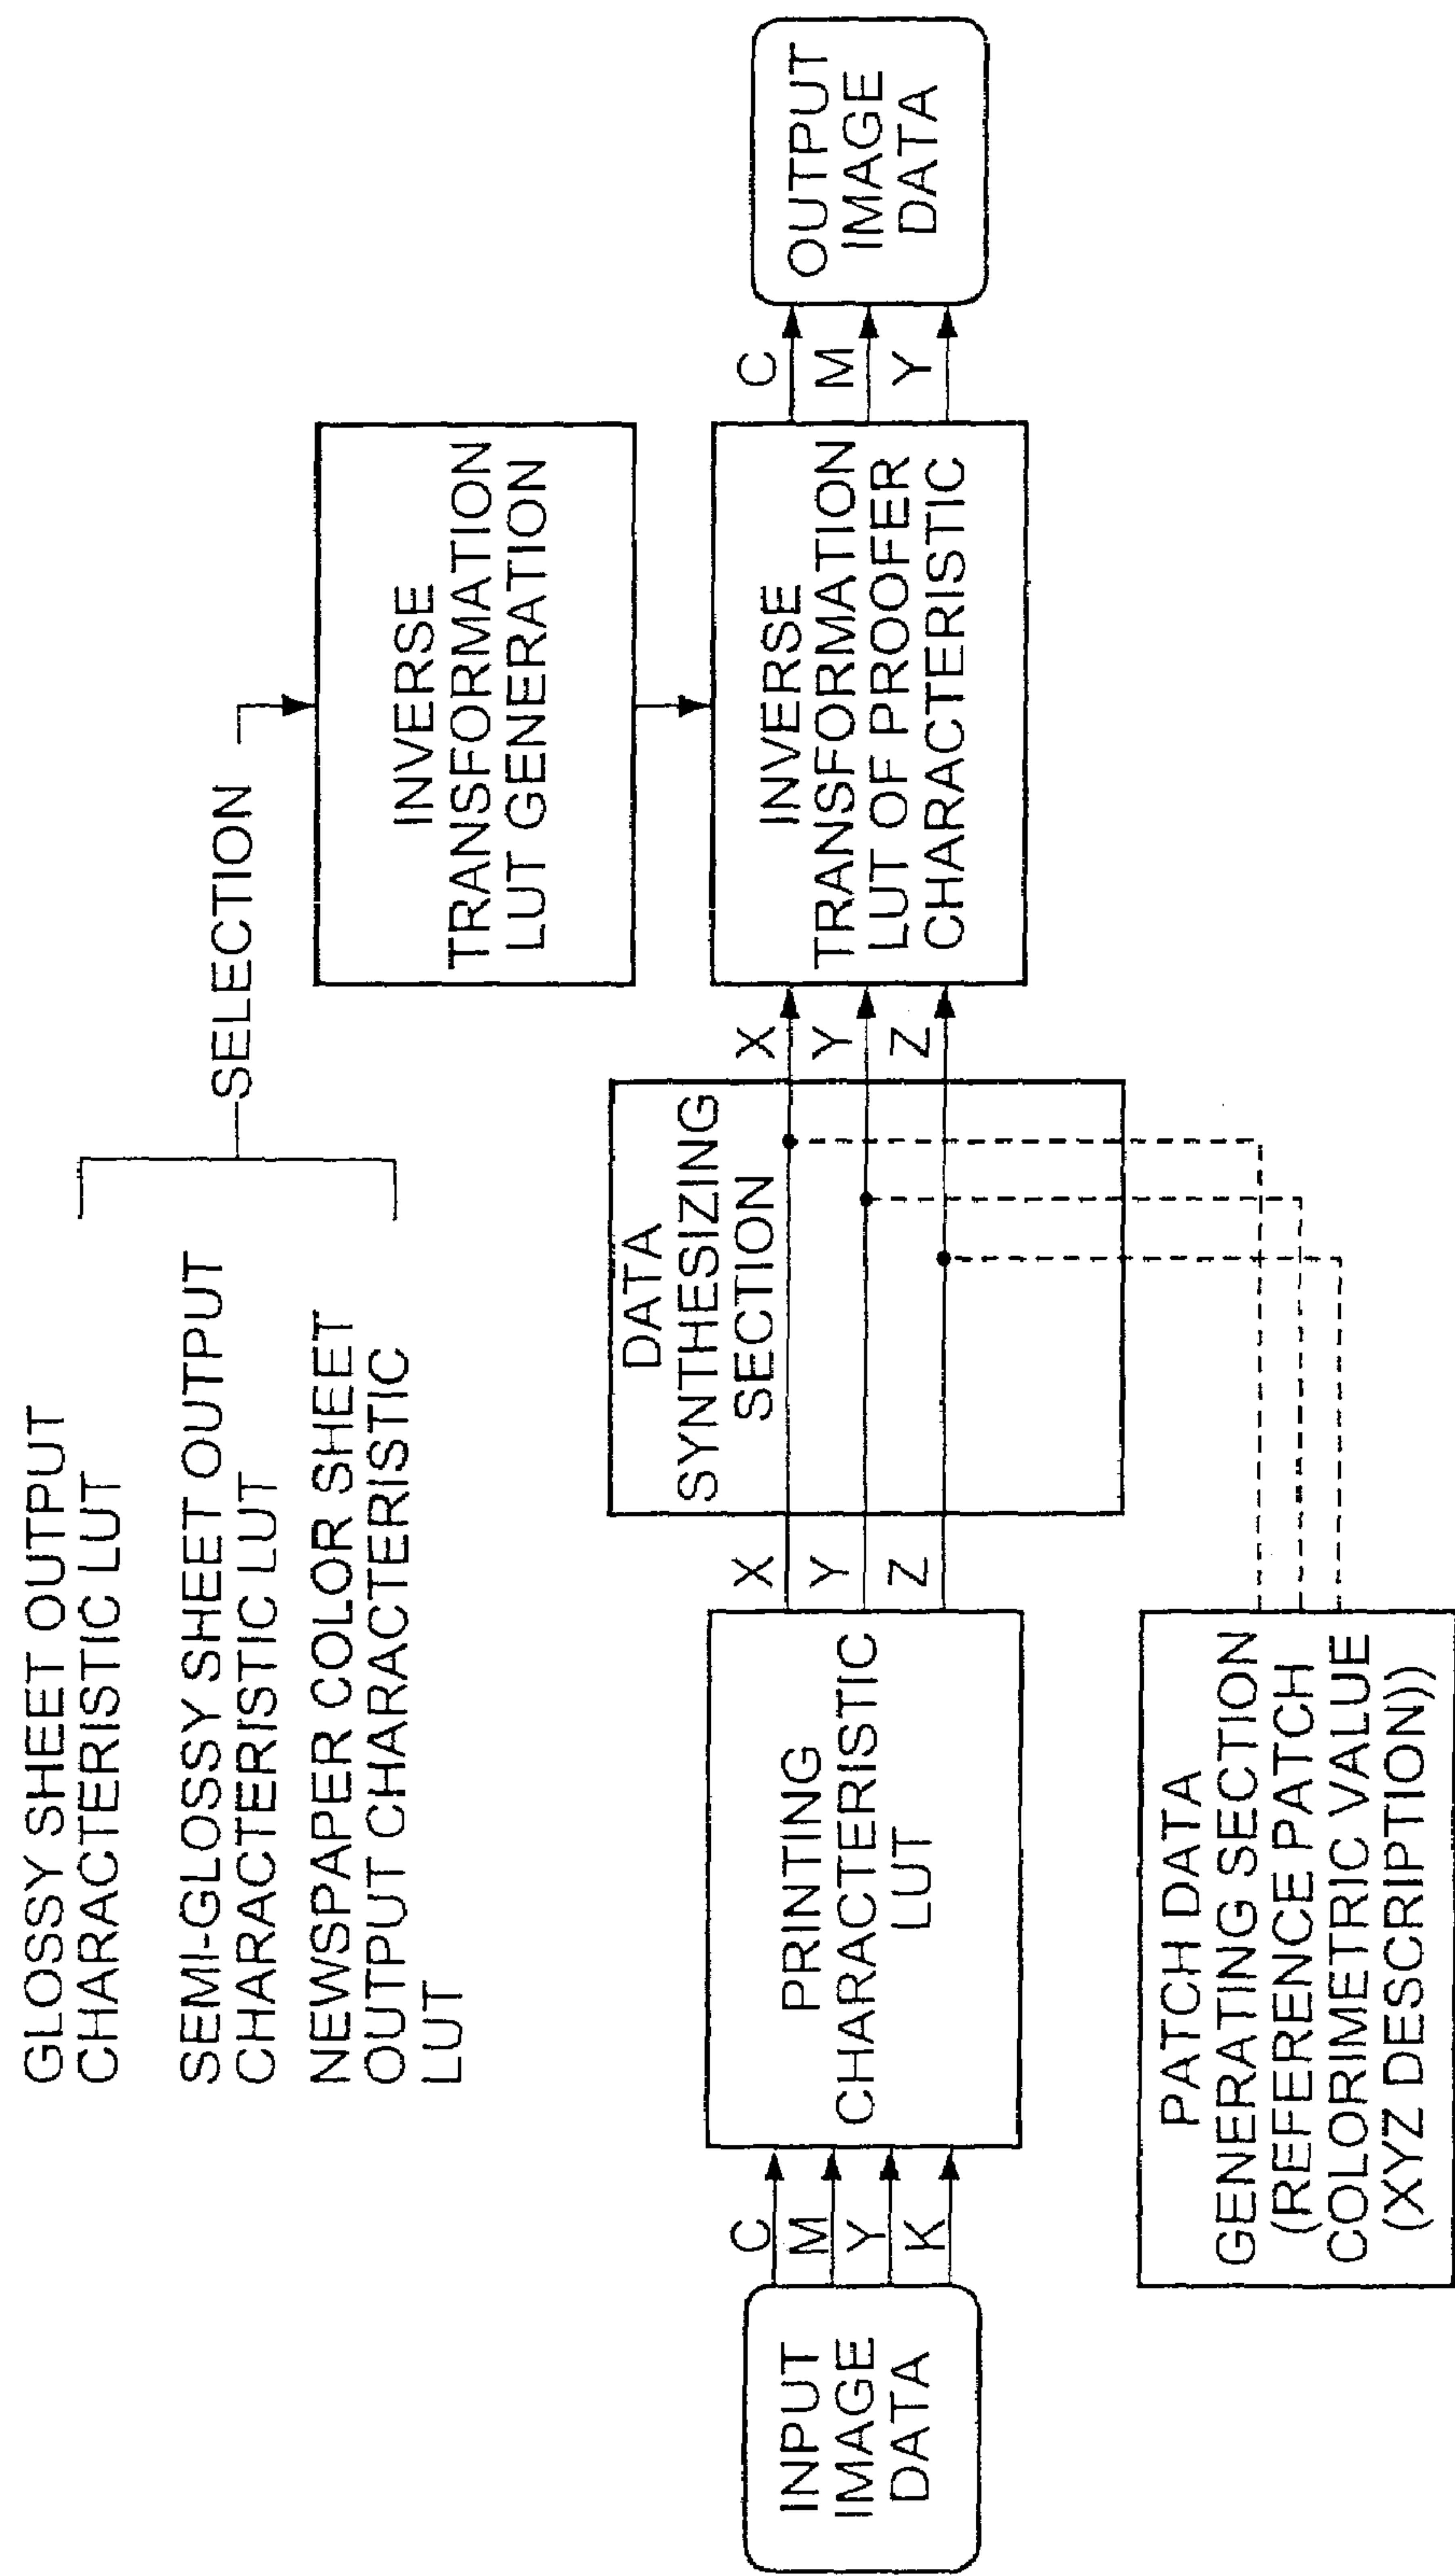 GLOSSY SHEET OUTPUT
CHARACTERISTIC LUT
SEMI-GLOSSY SHEET OUTPUT
CHARACTERISTIC LUT
NEWSPAPER COLOR SHEET
OUTPUT CHARACTERISTIC
LUT
SELECTION
INVERSE
TRANSFORMATION
LUT GENERATION
INPUT
IMAGE
DATA
C
M
Y
K
PRINTING
CHARACTERISTIC
LUT
X
Y
Z
DATA
SYNTHESIZING
SECTION
X
Y
Z
INVERSE
TRANSFORMATION
LUT OF PROOFER
CHARACTERISTIC
C
M
Y
OUTPUT
IMAGE
DATA
PATCH DATA
GENERATING SECTION
(REFERENCE PATCH
COLORIMETRIC VALUE
(XYZ DESCRIPTION))